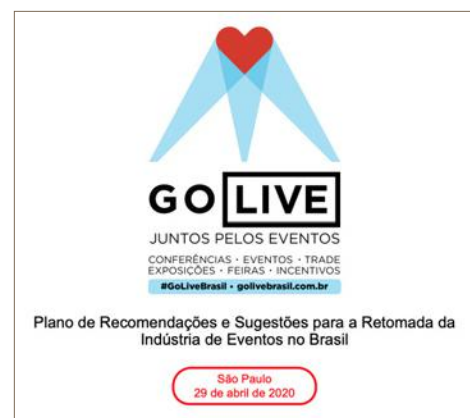 GO LIVE
JUNTOS PELOS EVENTOS
CONFERÊNCIAS • EVENTOS • TRADE
EXPOSIÇÕES • FEIRAS • INCENTIVOS
#GoLiveBrasil • golivebrasil.com.br
Plano de Recomendações e Sugestões para a Retomada da
Indústria de Eventos no Brasil
São Paulo
29 de abril de 2020